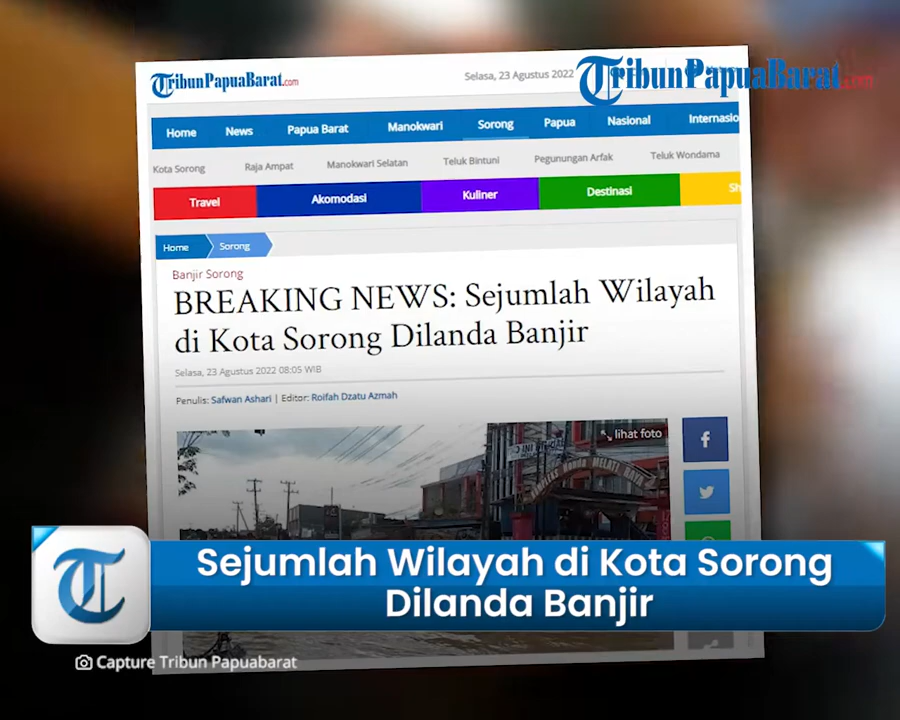 TribunPapuaBarat.com
Selasa, 23 Agustus 2022
TribunPapuaBarat.com
Home News Papua Barat Manokwari Sorong Papua Nasional Internasio
Kota Sorong Raja Ampat Manokwari Selatan Teluk Bintuni Pegunungan Arfak Teluk Wondama
Travel Akomodasi Kuliner Destinasi Sh
Home Sorong
Banjir Sorong
BREAKING NEWS: Sejumlah Wilayah
di Kota Sorong Dilanda Banjir
Selasa, 23 Agustus 2022 08:05 WIB
Penulis: Safwan Ashari | Editor: Roifah Dzatu Azmah
lihat foto
Sejumlah Wilayah di Kota Sorong
Dilanda Banjir
Capture Tribun Papuabarat